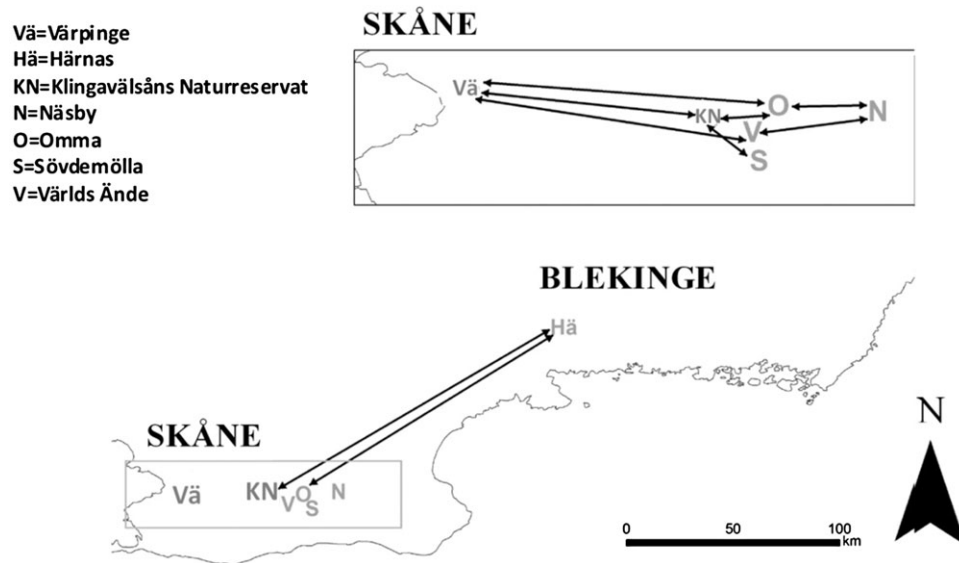 Vä=Värpinge
Hä=Härnas
KN=Klingavälsåns Naturreservat
N=Näsby
O=Omma
S=Sövdemölla
V=Världs Ände
SKÅNE
Vä
KN
O
N
V
S
BLEKINGE
Hä
SKÅNE
Vä
KN
V
O
S
N
N
0 50 100
km